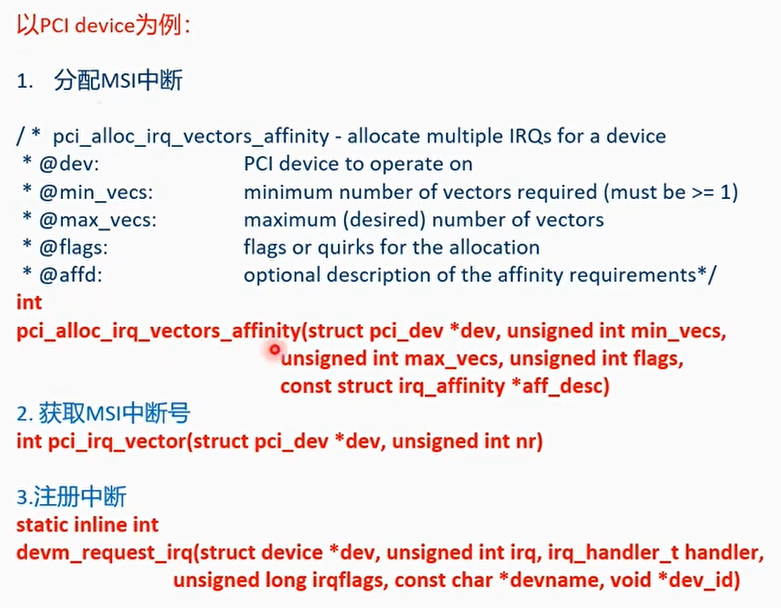 以PCI device为例：
1. 分配MSI中断
/ * pci_alloc_irq_vectors_affinity - allocate multiple IRQs for a device
* @dev: PCI device to operate on
* @min_vecs: minimum number of vectors required (must be >= 1)
* @max_vecs: maximum (desired) number of vectors
* @flags: flags or quirks for the allocation
* @affd: optional description of the affinity requirements*/
int
pci_alloc_irq_vectors_affinity(struct pci_dev *dev, unsigned int min_vecs,
unsigned int max_vecs, unsigned int flags,
const struct irq_affinity *aff_desc)
2. 获取MSI中断号
int pci_irq_vector(struct pci_dev *dev, unsigned int nr)
3.注册中断
static inline int
devm_request_irq(struct device *dev, unsigned int irq, irq_handler_t handler,
unsigned long irqflags, const char *devname, void *dev_id)